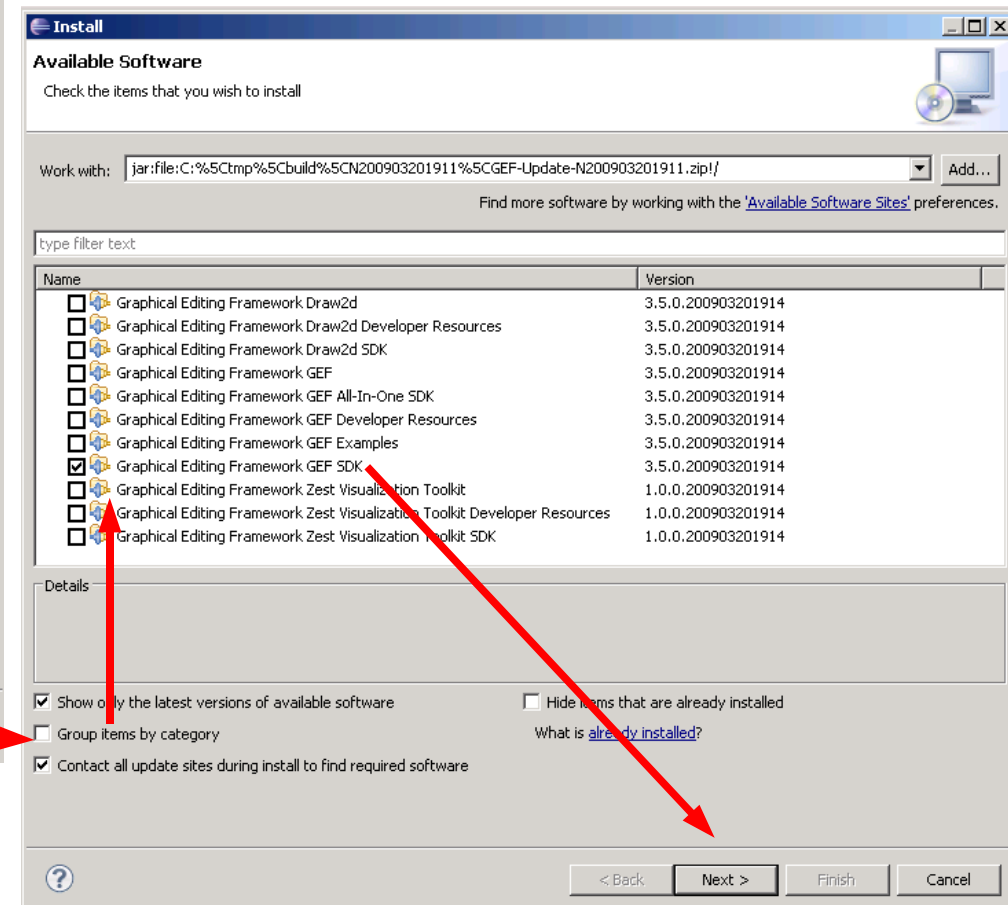 Install
Available Software
Check the items that you wish to install
Work with: jar:file:C:%5Ctmp%5Cbuild%5CN200903201911%5CGEF-Update-N200903201911.zip!/ Add...
Find more software by working with the 'Available Software Sites' preferences.
type filter text
Name Version
Graphical Editing Framework Draw2d 3.5.0.200903201914
Graphical Editing Framework Draw2d Developer Resources 3.5.0.200903201914
Graphical Editing Framework Draw2d SDK 3.5.0.200903201914
Graphical Editing Framework GEF 3.5.0.200903201914
Graphical Editing Framework GEF All-In-One SDK 3.5.0.200903201914
Graphical Editing Framework GEF Developer Resources 3.5.0.200903201914
Graphical Editing Framework GEF Examples 3.5.0.200903201914
Graphical Editing Framework GEF SDK 3.5.0.200903201914
Graphical Editing Framework Zest Visualization Toolkit 1.0.0.200903201914
Graphical Editing Framework Zest Visualization Toolkit Developer Resources 1.0.0.200903201914
Graphical Editing Framework Zest Visualization Toolkit SDK 1.0.0.200903201914
Details
Show only the latest versions of available software Hide items that are already installed
Group items by category What is already installed?
Contact all update sites during install to find required software
? < Back Next > Finish Cancel